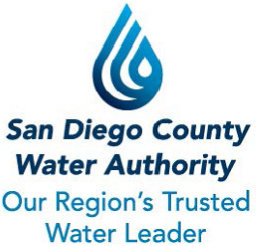 San Diego County
Water Authority
Our Region's Trusted
Water Leader